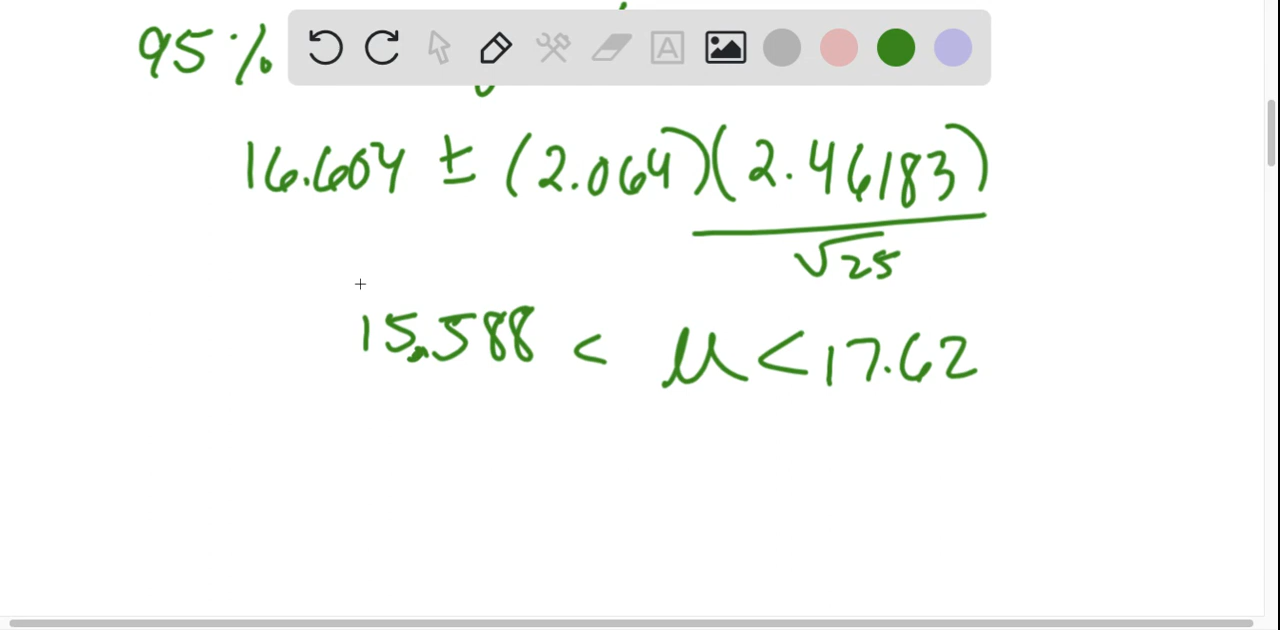 95%
16.604 ± (2.064)(2.46183)
√25
15.588 < μ < 17.62